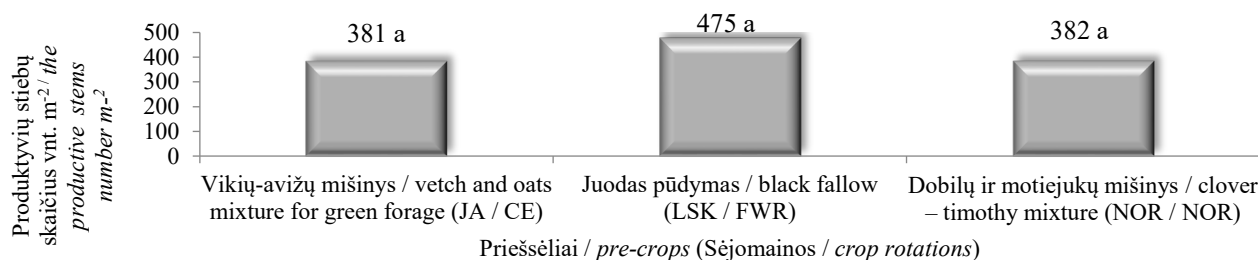 Produktyvių stiebų
skaičius vnt. m-2 / the
productive stems
number m-2
500
400
300
200
100
0
381 a
475 a
382 a
Vikių-avižų mišinys / vetch and oats
mixture for green forage (JA / CE)
Juodas pūdymas / black fallow
(LSK / FWR)
Dobilų ir motiejukų mišinys / clover
– timothy mixture (NOR / NOR)
Priešsėliai / pre-crops (Sėjomainos / crop rotations)